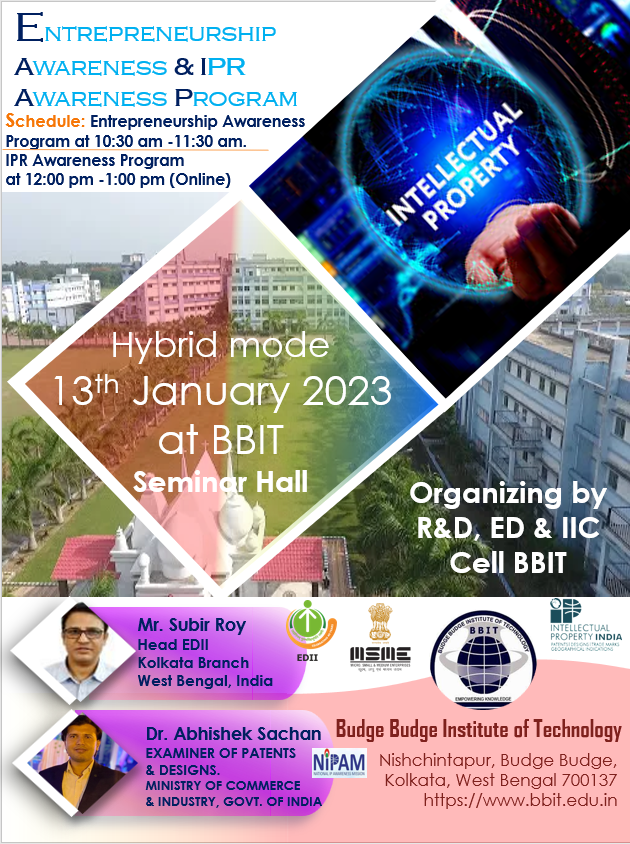 ENTREPRENEURSHIP
AWARENESS & IPR
AWARENESS PROGRAM
Schedule: Entrepreneurship Awareness
Program at 10:30 am -11:30 am.
IPR Awareness Program
at 12:00 pm -1:00 pm (Online)
INTELLECTUAL
PROPERTY
Hybrid mode
13th January 2023
at BBIT
Seminar Hall
Organizing by
R&D, ED & IIC
Cell BBIT
Mr. Subir Roy
Head EDII
Kolkata Branch
West Bengal, India
EDII
MSME
MICRO, SMALL & MEDIUM ENTERPRISES
BUDGE BUDGE INSTITUTE OF TECHNOLOGY
BBIT
EMPOWERING KNOWLEDGE
INTELLECTUAL
PROPERTY INDIA
PATENTS | DESIGNS | TRADE MARKS
GEOGRAPHICAL INDICATIONS
Dr. Abhishek Sachan
EXAMINER OF PATENTS
& DESIGNS.
MINISTRY OF COMMERCE
& INDUSTRY, GOVT. OF INDIA
NIPAM
NATIONAL IP AWARENESS MISSION
Budge Budge Institute of Technology
Nishchintapur, Budge Budge,
Kolkata, West Bengal 700137
https://www.bbit.edu.in